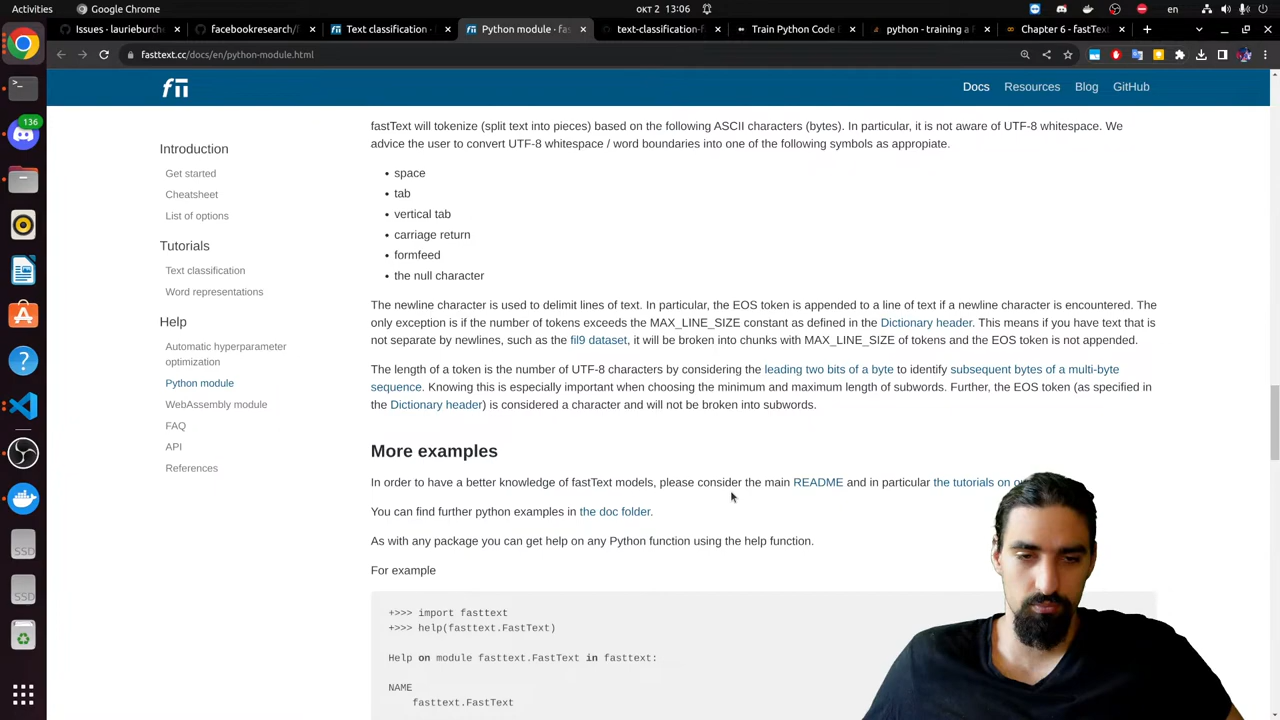 Activities
Google Chrome
окт 2 13:06
Issues · laurieburche
facebookresearch/f
Text classification ·
Python module · fas
text-classification-f
Train Python Code E
python - training a f
Chapter 6 - fastText
fasttext.cc/docs/en/python-module.html
Docs
Resources
Blog
GitHub
136
Introduction
Get started
Cheatsheet
List of options
Tutorials
Text classification
Word representations
Help
Automatic hyperparameter
optimization
Python module
WebAssembly module
FAQ
API
References
fastText will tokenize (split text into pieces) based on the following ASCII characters (bytes). In particular, it is not aware of UTF-8 whitespace. We
advice the user to convert UTF-8 whitespace / word boundaries into one of the following symbols as appropiate.
• space
• tab
• vertical tab
• carriage return
• formfeed
• the null character
The newline character is used to delimit lines of text. In particular, the EOS token is appended to a line of text if a newline character is encountered. The
only exception is if the number of tokens exceeds the MAX_LINE_SIZE constant as defined in the Dictionary header. This means if you have text that is
not separate by newlines, such as the fil9 dataset, it will be broken into chunks with MAX_LINE_SIZE of tokens and the EOS token is not appended.
The length of a token is the number of UTF-8 characters by considering the leading two bits of a byte to identify subsequent bytes of a multi-byte
sequence. Knowing this is especially important when choosing the minimum and maximum length of subwords. Further, the EOS token (as specified in
the Dictionary header) is considered a character and will not be broken into subwords.
More examples
In order to have a better knowledge of fastText models, please consider the main README and in particular the tutorials on
You can find further python examples in the doc folder.
As with any package you can get help on any Python function using the help function.
For example
+>>> import fasttext
+>>> help(fasttext.FastText)
Help on module fasttext.FastText in fasttext:
NAME
fasttext.FastText
SSD
SSD